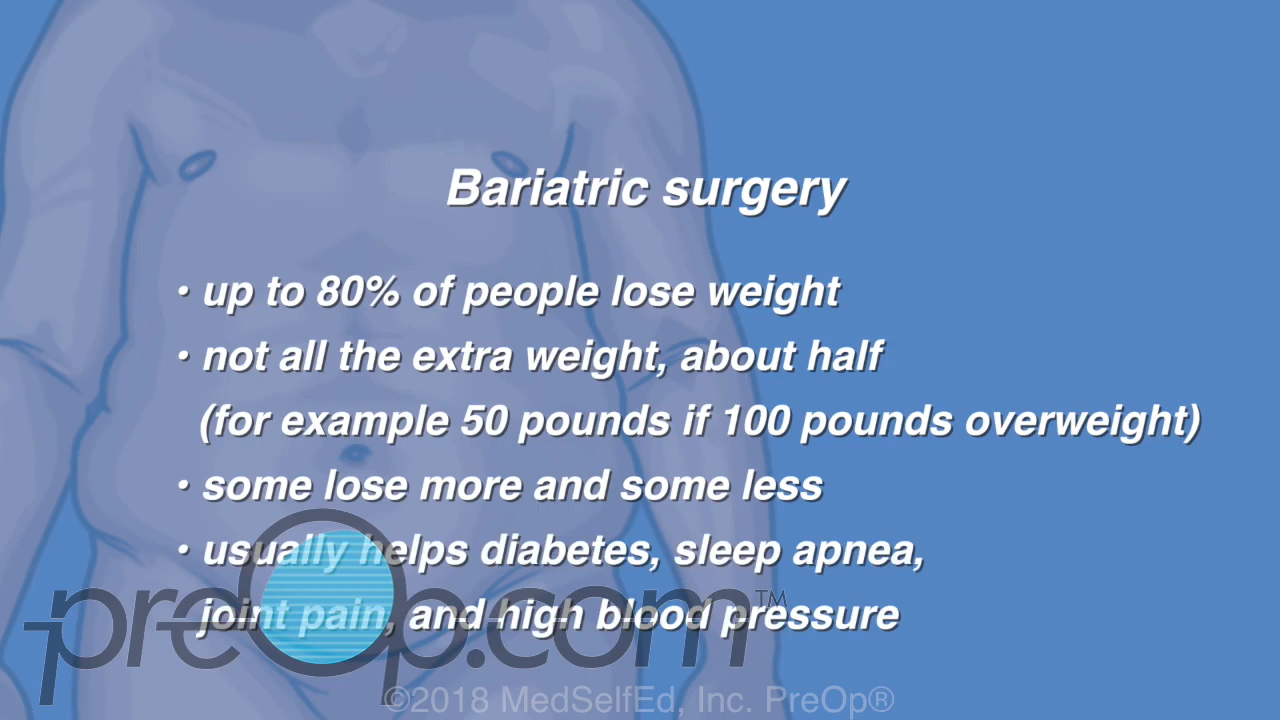 Bariatric surgery
• up to 80% of people lose weight
• not all the extra weight, about half
(for example 50 pounds if 100 pounds overweight)
• some lose more and some less
• usually helps diabetes, sleep apnea,
joint pain, and high blood pressure
preOp.com™
©2018 MedSelfEd, Inc. PreOp®